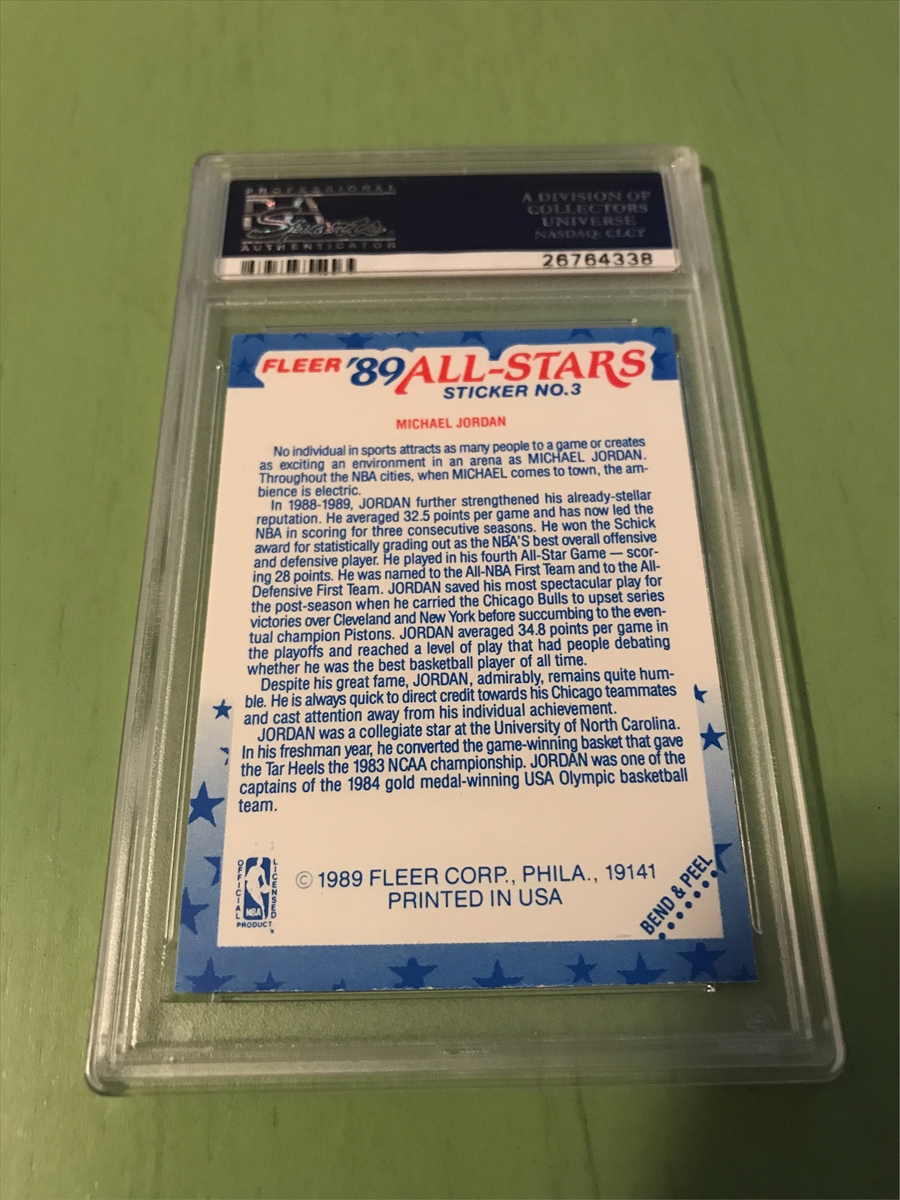 PROFESSIONAL
PSA
Sports
AUTHENTICATOR
A DIVISION OF
COLLECTORS
UNIVERSE
NASDAQ: CLCT
26764338
FLEER '89 ALL-STARS
STICKER NO.3
MICHAEL JORDAN
No individual in sports attracts as many people to a game or creates
as exciting an environment in an arena as MICHAEL JORDAN.
Throughout the NBA cities, when MICHAEL comes to town, the am-
bience is electric.
In 1988-1989, JORDAN further strengthened his already-stellar
reputation. He averaged 32.5 points per game and has now led the
NBA in scoring for three consecutive seasons. He won the Schick
award for statistically grading out as the NBA'S best overall offensive
and defensive player. He played in his fourth All-Star Game — scor-
ing 28 points. He was named to the All-NBA First Team and to the All-
Defensive First Team. JORDAN saved his most spectacular play for
the post-season when he carried the Chicago Bulls to upset series
victories over Cleveland and New York before succumbing to the even-
tual champion Pistons. JORDAN averaged 34.8 points per game in
the playoffs and reached a level of play that had people debating
whether he was the best basketball player of all time.
Despite his great fame, JORDAN, admirably, remains quite hum-
ble. He is always quick to direct credit towards his Chicago teammates
and cast attention away from his individual achievement.
JORDAN was a collegiate star at the University of North Carolina.
In his freshman year, he converted the game-winning basket that gave
the Tar Heels the 1983 NCAA championship. JORDAN was one of the
captains of the 1984 gold medal-winning USA Olympic basketball
team.
OFFICIAL
LICENSED
NBA
PRODUCT
© 1989 FLEER CORP., PHILA., 19141
PRINTED IN USA
BEND & PEEL